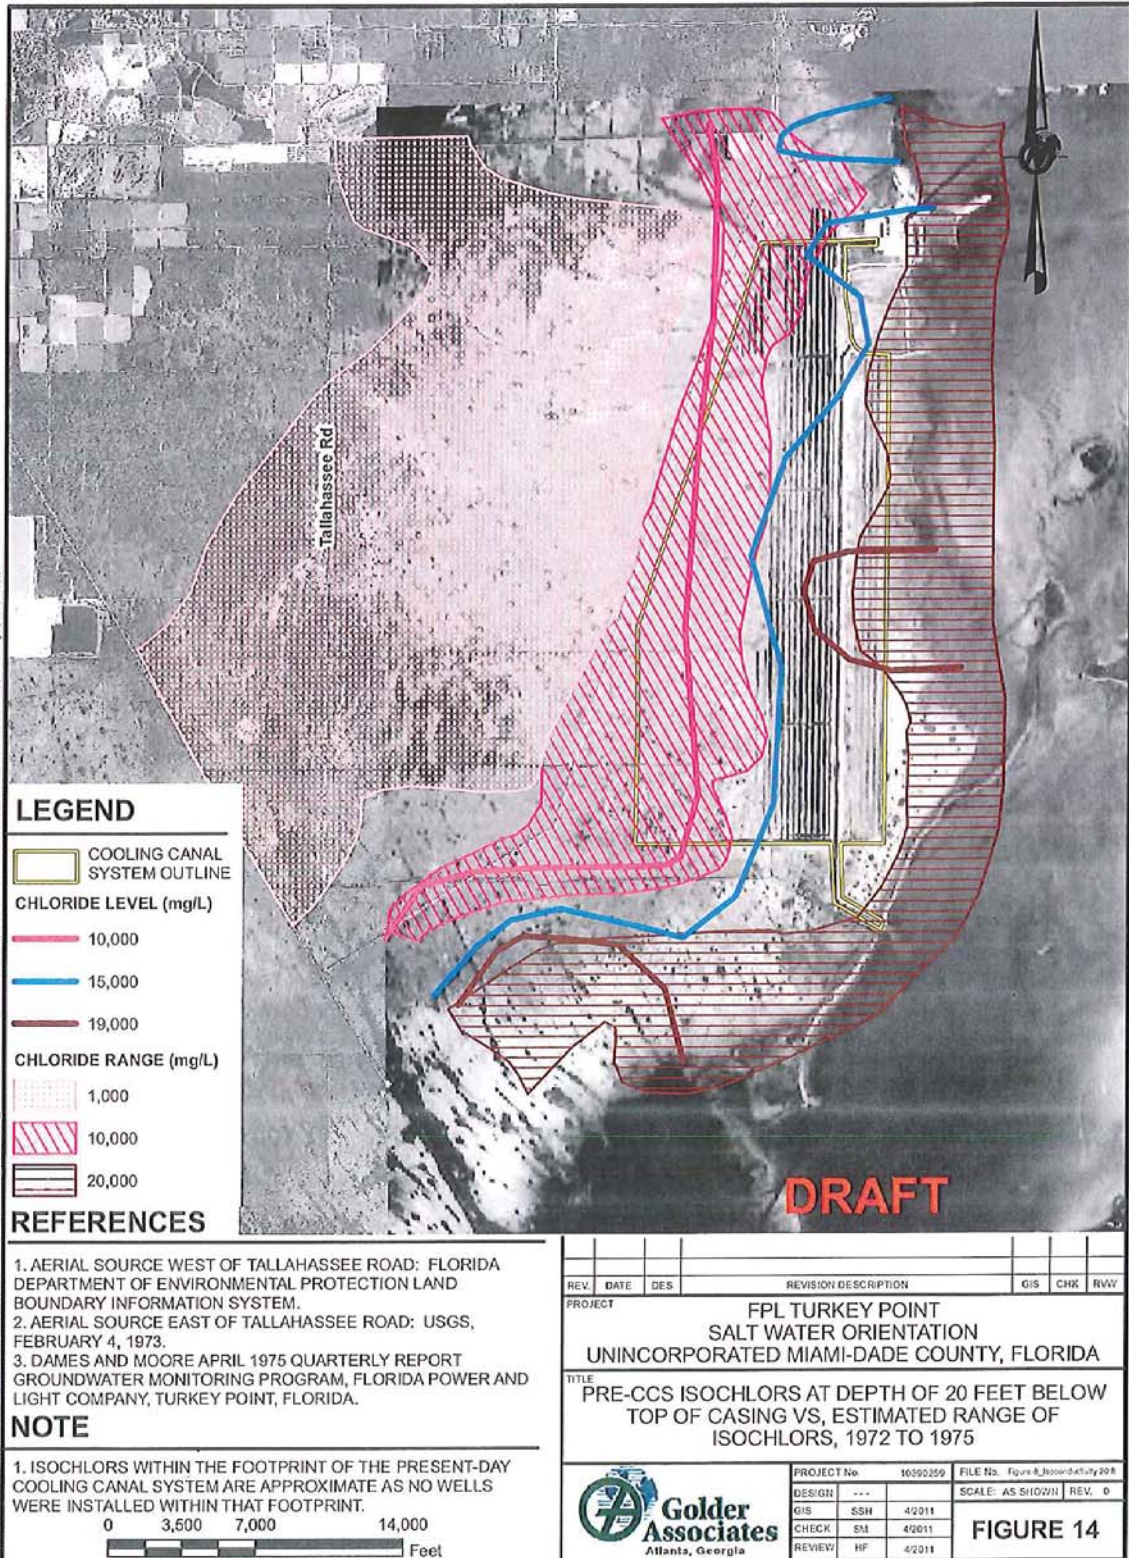 Tallahassee Rd
LEGEND
COOLING CANAL
SYSTEM OUTLINE
CHLORIDE LEVEL (mg/L)
10,000
15,000
19,000
CHLORIDE RANGE (mg/L)
1,000
10,000
20,000
DRAFT
REFERENCES
1. AERIAL SOURCE WEST OF TALLAHASSEE ROAD: FLORIDA
DEPARTMENT OF ENVIRONMENTAL PROTECTION LAND
BOUNDARY INFORMATION SYSTEM.
2. AERIAL SOURCE EAST OF TALLAHASSEE ROAD: USGS,
FEBRUARY 4, 1973.
3. DAMES AND MOORE APRIL 1975 QUARTERLY REPORT
GROUNDWATER MONITORING PROGRAM, FLORIDA POWER AND
LIGHT COMPANY, TURKEY POINT, FLORIDA.
NOTE
1. ISOCHLORS WITHIN THE FOOTPRINT OF THE PRESENT-DAY
COOLING CANAL SYSTEM ARE APPROXIMATE AS NO WELLS
WERE INSTALLED WITHIN THAT FOOTPRINT.
0 3,500 7,000 14,000
Feet
REV. DATE DES REVISION DESCRIPTION GIS CHK RVW
PROJECT
FPL TURKEY POINT
SALT WATER ORIENTATION
UNINCORPORATED MIAMI-DADE COUNTY, FLORIDA
TITLE
PRE-CCS ISOCHLORS AT DEPTH OF 20 FEET BELOW
TOP OF CASING VS, ESTIMATED RANGE OF
ISOCHLORS, 1972 TO 1975
Golder
Associates
Atlanta, Georgia
PROJECT No. 10390259 FILE No.
DESIGN --- SCALE: AS SHOWN REV. 0
GIS SSH 4/2011
CHECK SM 4/2011
REVIEW HF 4/2011
FIGURE 14